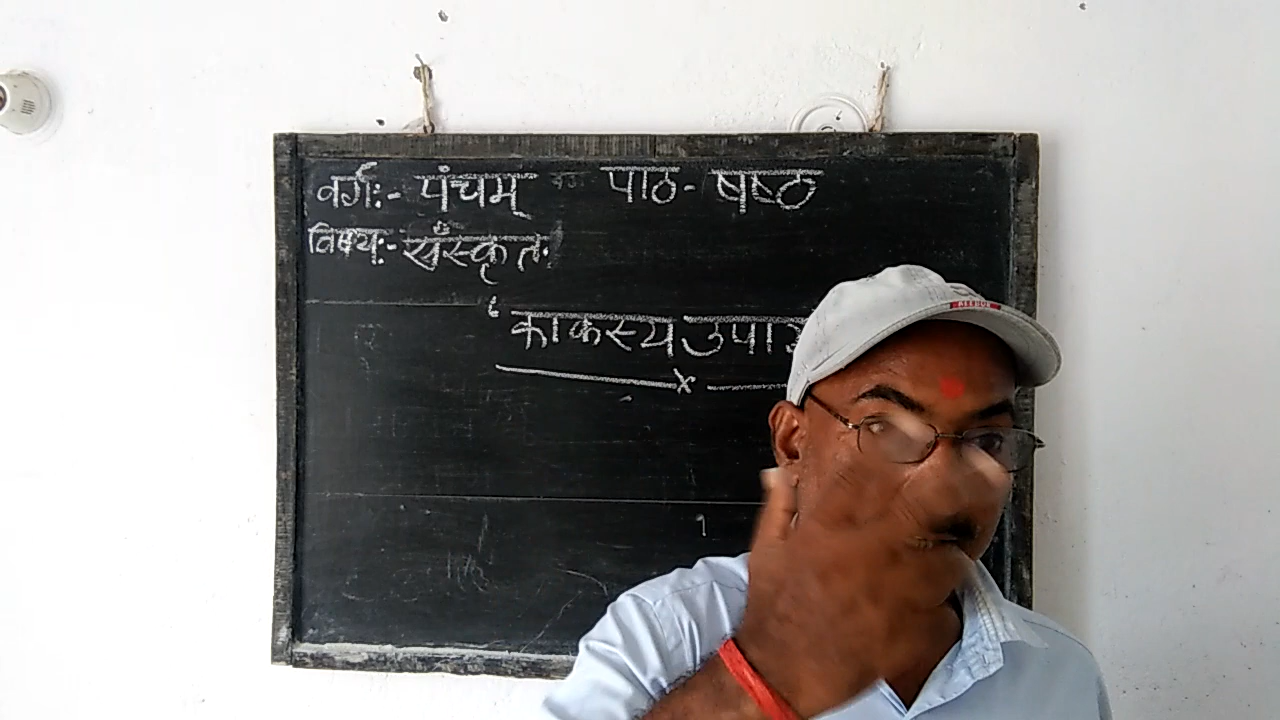 वर्गः- पंचम् पाठ- षष्ठ
विषयः- सँस्कृतः
‘काकस्य